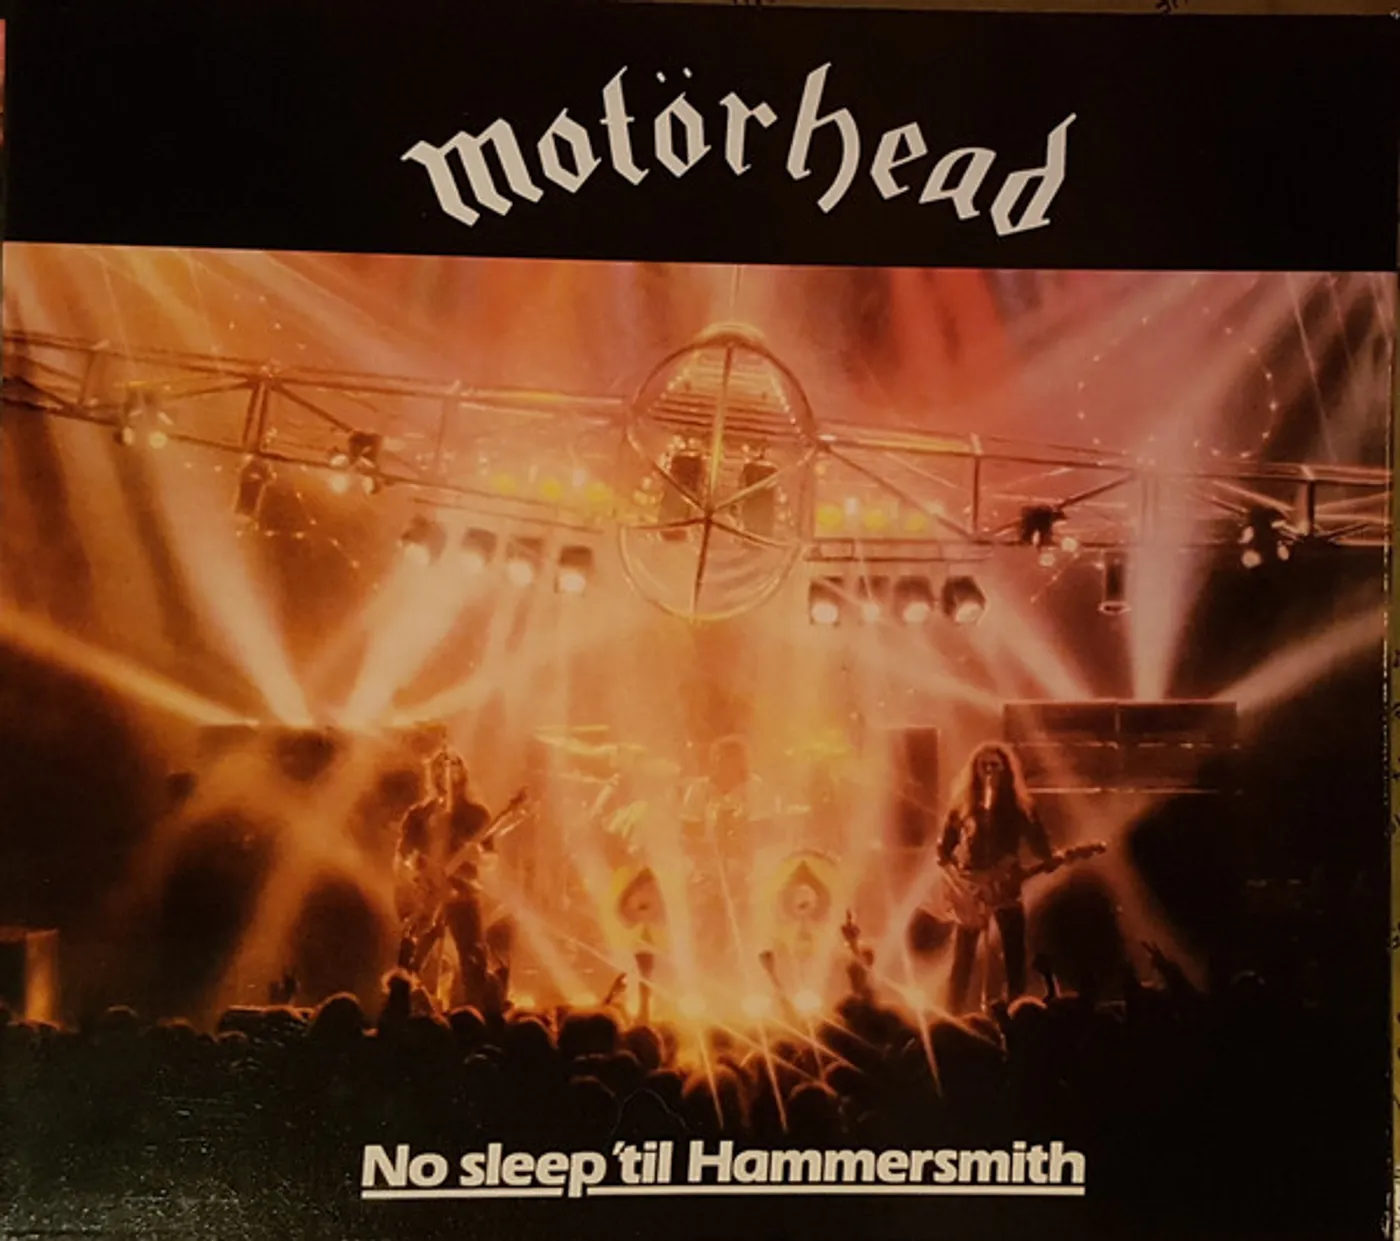 motörhead
No sleep 'til Hammersmith